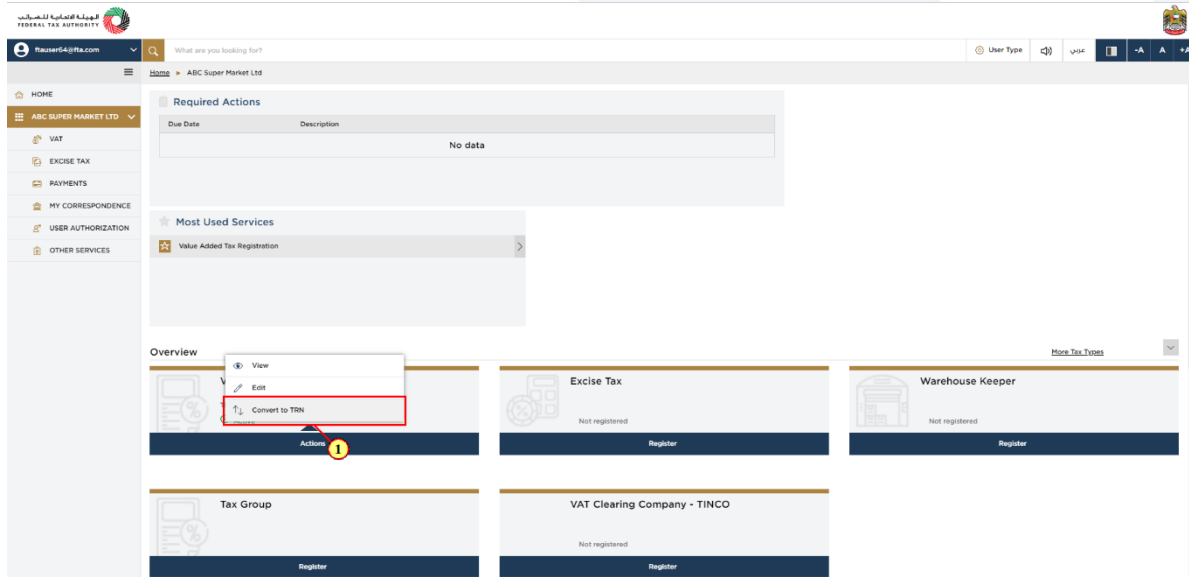 الهيئة الاتحادية للضرائب
FEDERAL TAX AUTHORITY
ftauser64@fta.com
What are you looking for?
User Type
عربي
-A A +A
Home ▸ ABC Super Market Ltd
HOME
ABC SUPER MARKET LTD
VAT
EXCISE TAX
PAYMENTS
MY CORRESPONDENCE
USER AUTHORIZATION
OTHER SERVICES
Required Actions
Due Date Description
No data
Most Used Services
Value Added Tax Registration
Overview
More Tax Types
View
Edit
Convert to TRN
Actions
1
Excise Tax
Not registered
Register
Warehouse Keeper
Not registered
Register
Tax Group
Register
VAT Clearing Company - TINCO
Not registered
Register